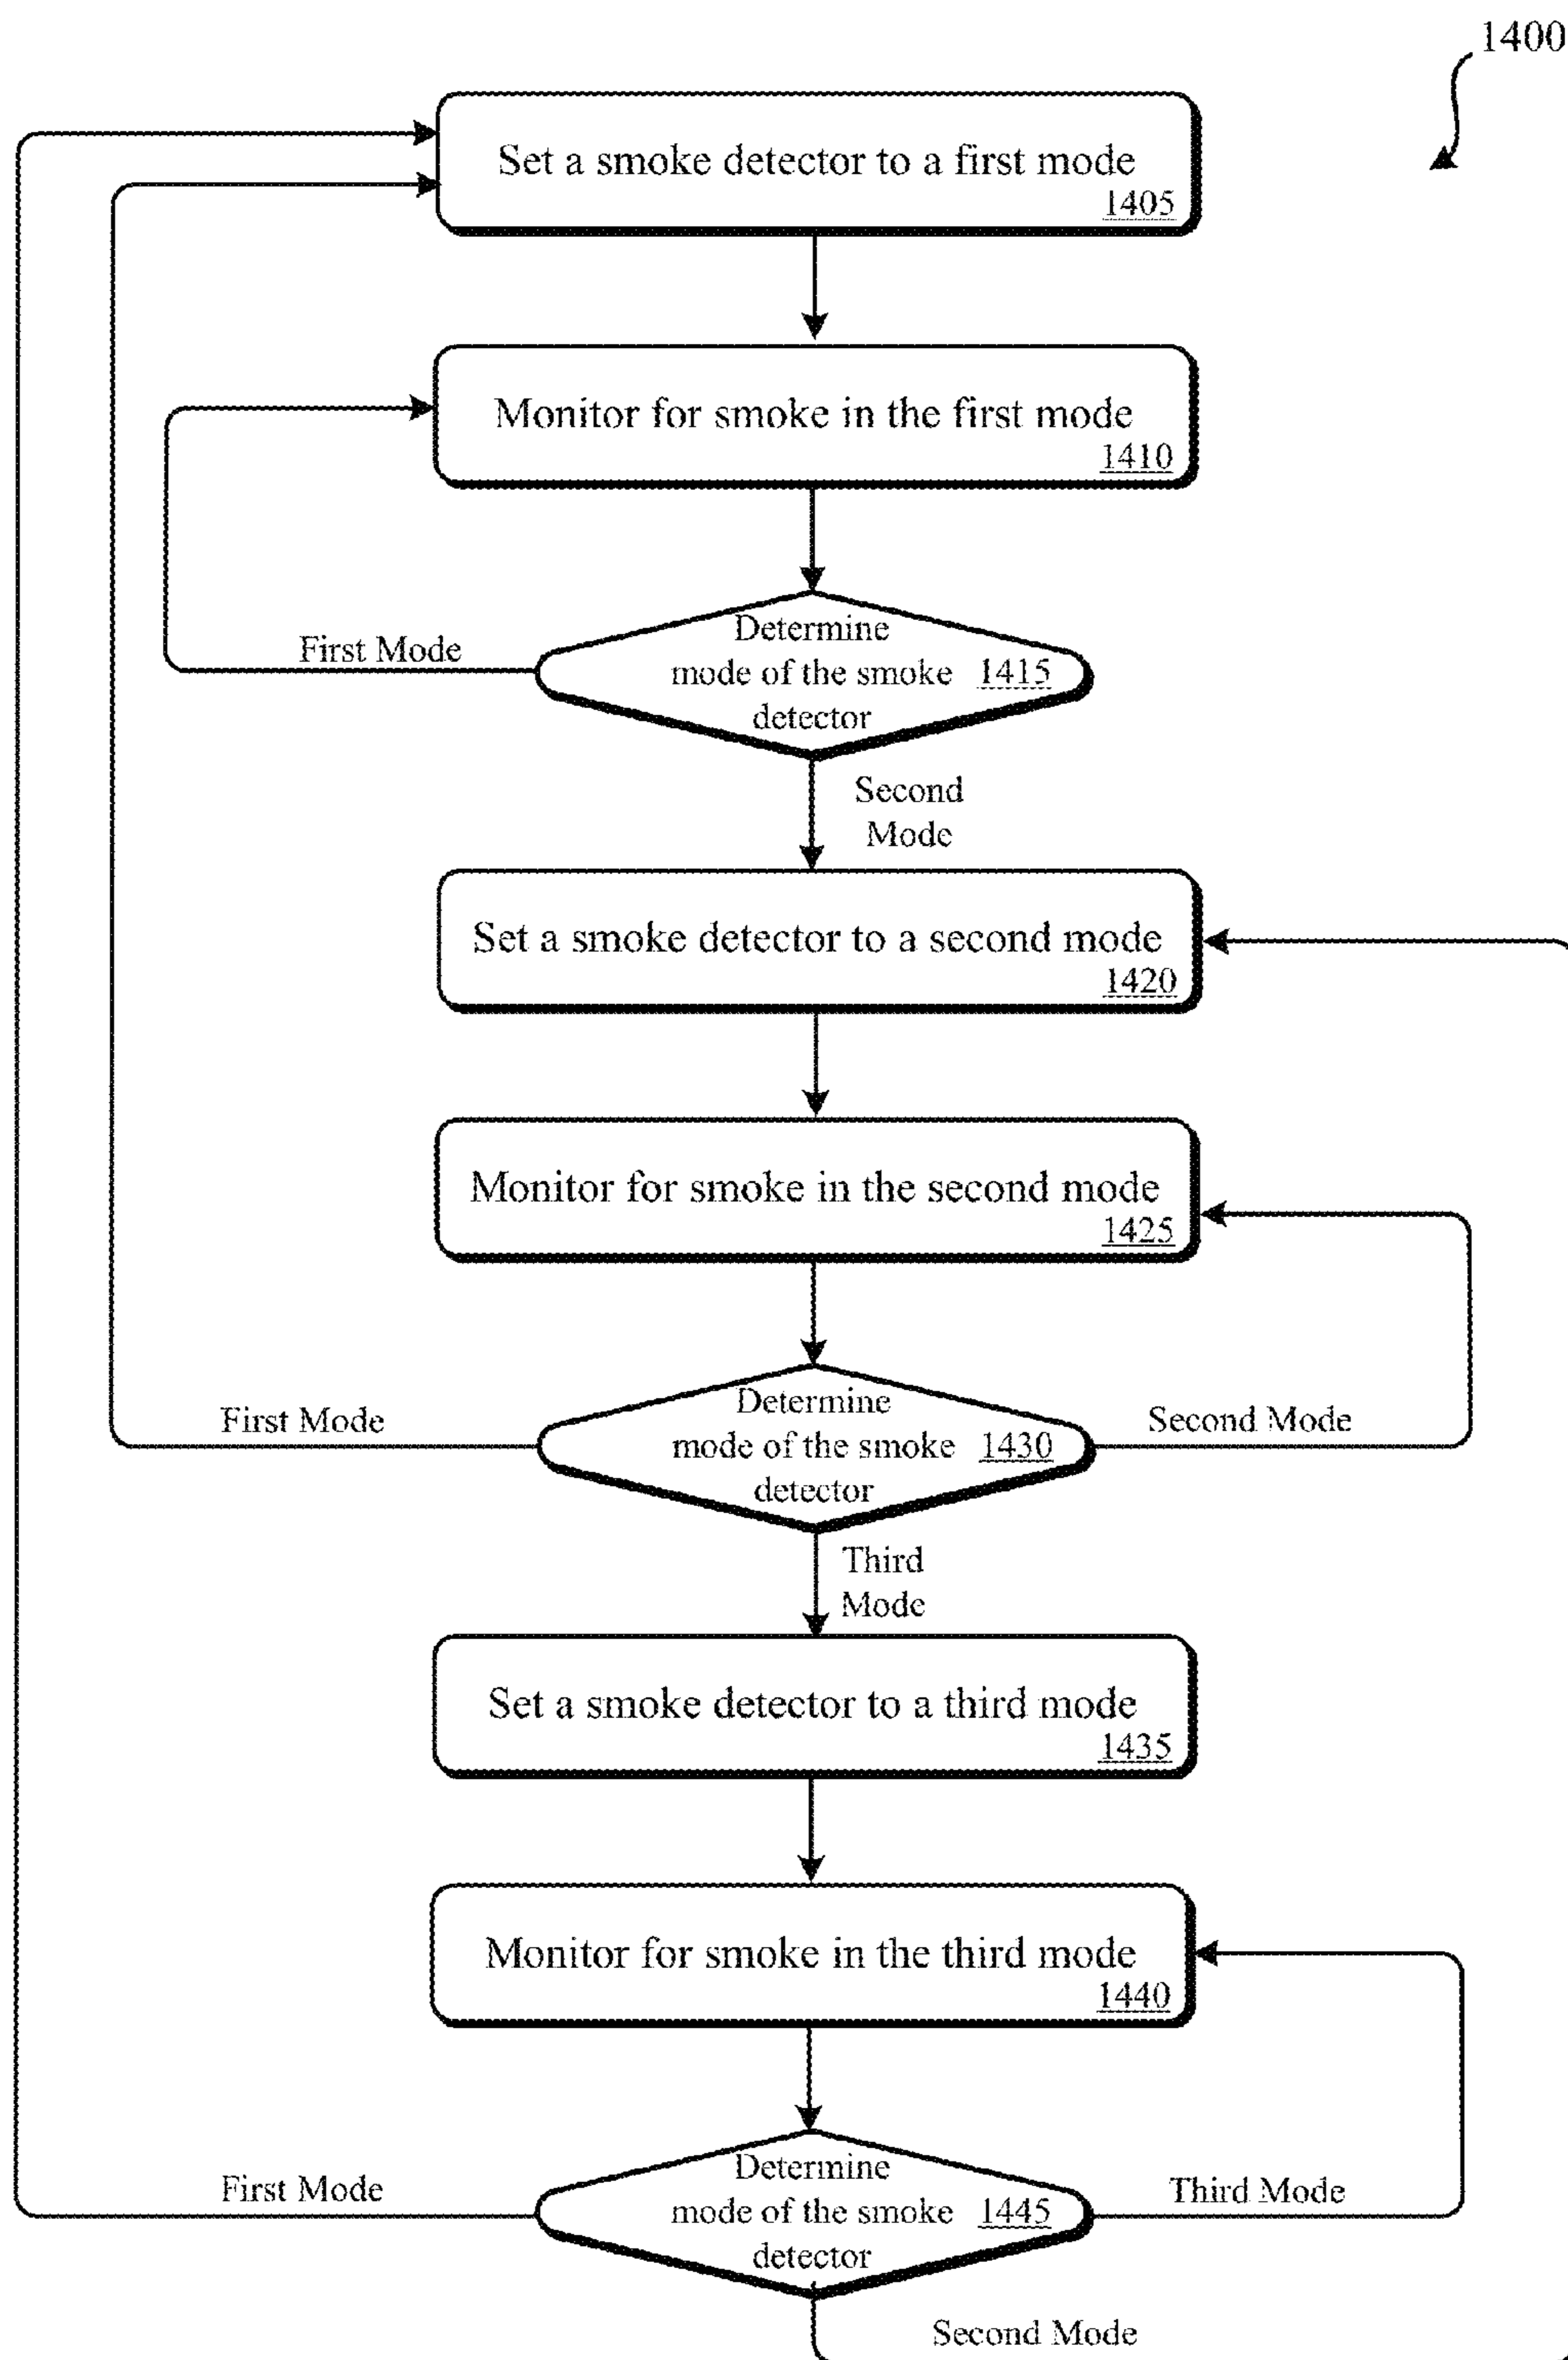 1400
Set a smoke detector to a first mode
1405
Monitor for smoke in the first mode
1410
First Mode
Determine
mode of the smoke 1415
detector
Second
Mode
Set a smoke detector to a second mode
1420
Monitor for smoke in the second mode
1425
First Mode
Determine
mode of the smoke 1430
detector
Second Mode
Third
Mode
Set a smoke detector to a third mode
1435
Monitor for smoke in the third mode
1440
First Mode
Determine
mode of the smoke 1445
detector
Third Mode
Second Mode